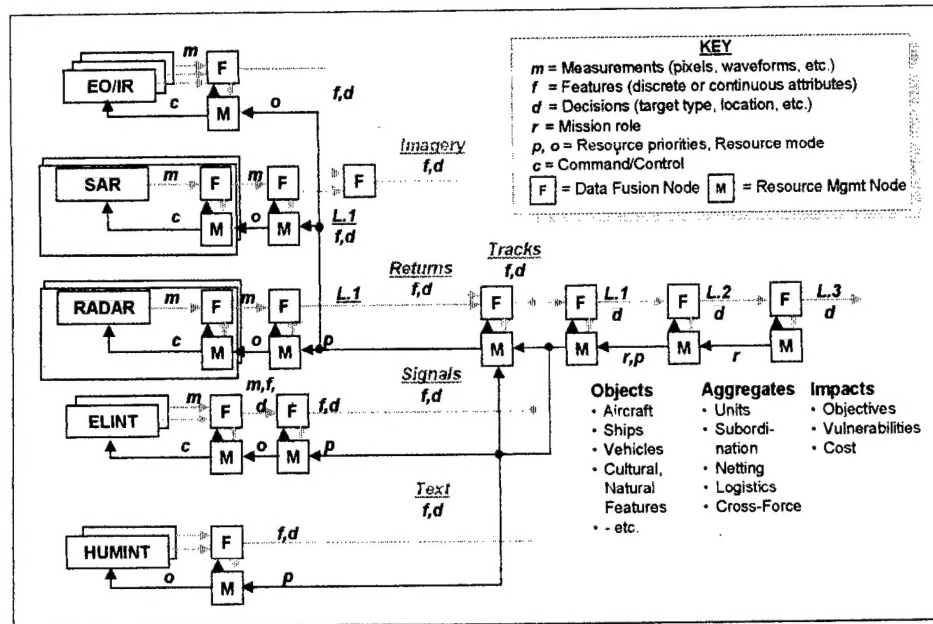 KEY
m = Measurements (pixels, waveforms, etc.)
f = Features (discrete or continuous attributes)
d = Decisions (target type, location, etc.)
r = Mission role
p, o = Resource priorities, Resource mode
c = Command/Control
F = Data Fusion Node M = Resource Mgmt Node
m
F
EO/IR
c
M
o
f,d
Imagery
f,d
SAR
m
F
m
F
F
c
M
o
M
L.1
f,d
Returns
f,d
Tracks
f,d
RADAR
m
F
m
F
L.1
F
F
L.1
d
F
L.2
d
F
L.3
d
c
M
o
M
p
M
M
r,p
M
r
M
Signals
f,d
ELINT
m
F
m,f,
d
F
f,d
c
M
o
M
p
Objects
• Aircraft
• Ships
• Vehicles
• Cultural,
Natural
Features
• - etc.
Aggregates
• Units
• Subordi-
nation
• Netting
• Logistics
• Cross-Force
Impacts
• Objectives
• Vulnerabilities
• Cost
Text
f,d
HUMINT
F
f,d
o
M
p